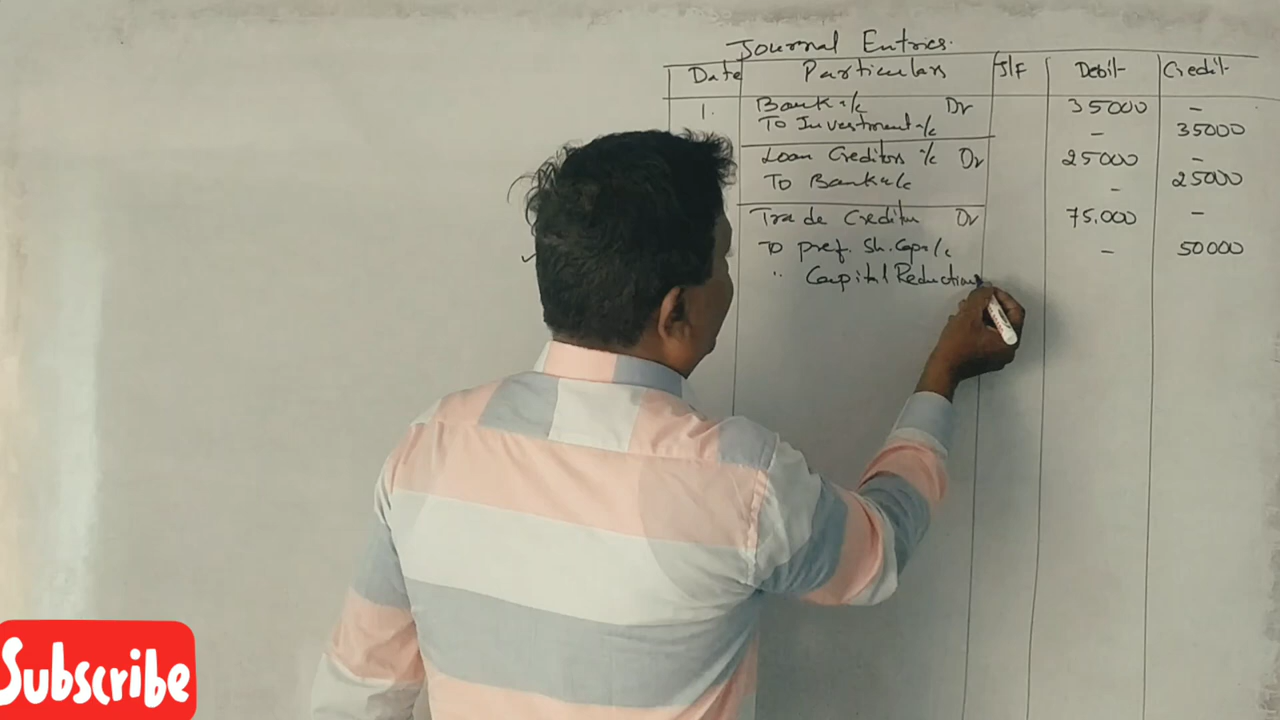 Journal Entries.
Date Particulars J/F Debit Credit
1. Bank a/c Dr 35000 -
To Investment a/c - 35000
Loan Creditors a/c Dr 25000 -
To Bank a/c - 25000
Trade Creditors Dr 75.000 -
To pref. Sh. Cap a/c - 50000
" Capital Reduction
Subscribe